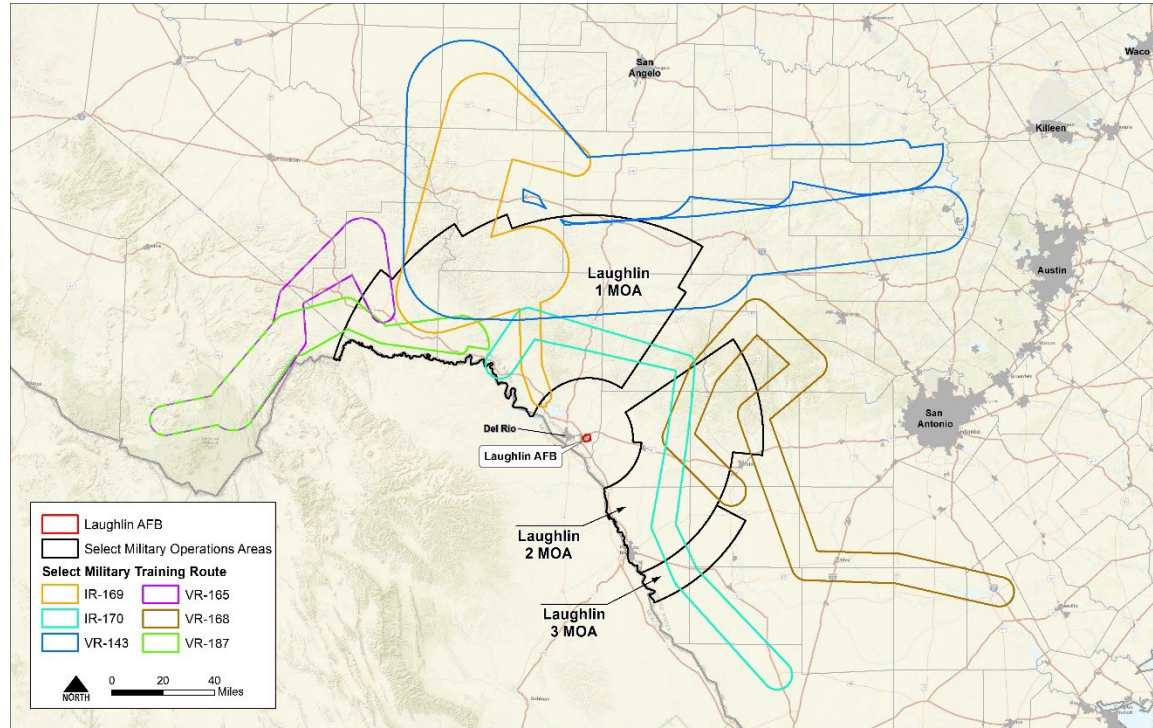 San
Angelo
Waco
Killeen
Austin
Laughlin
1 MOA
San
Antonio
Del Rio
Laughlin AFB
Laughlin
2 MOA
Laughlin
3 MOA
Laughlin AFB
Select Military Operations Areas
Select Military Training Route
IR-169
VR-165
IR-170
VR-168
VR-143
VR-187
NORTH
0 20 40
Miles